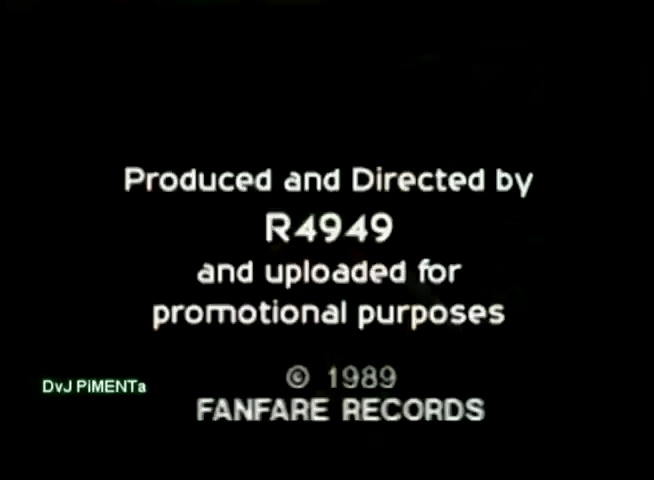 Produced and Directed by
R4949
and uploaded for
promotional purposes
© 1989
DvJ PiMENTa
FANFARE RECORDS